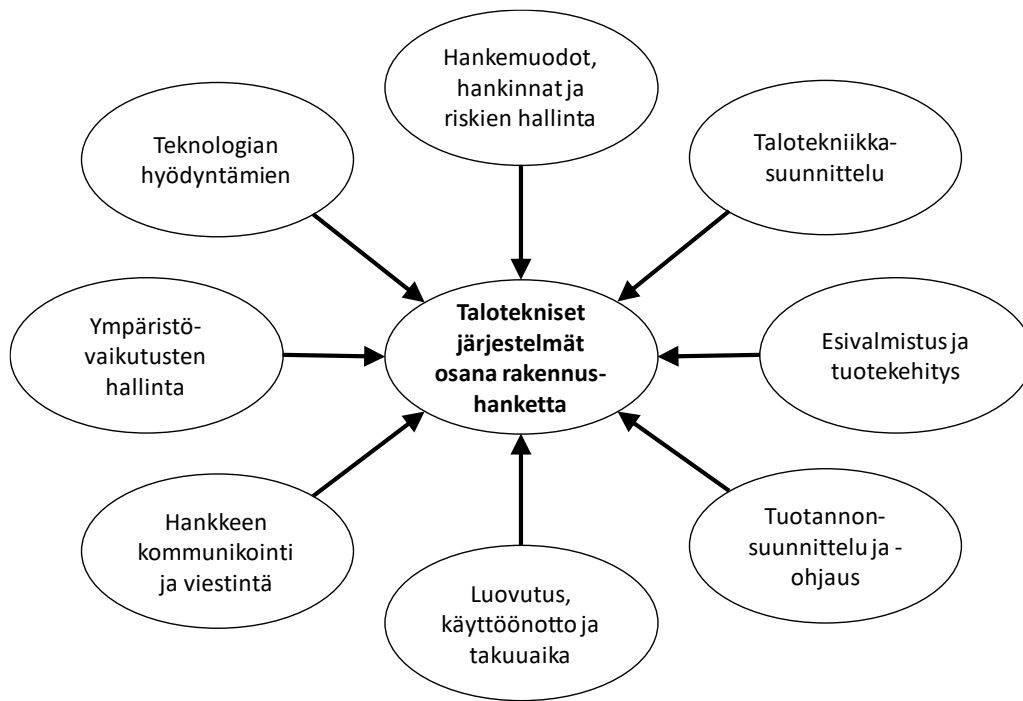 Hankemuodot,
hankinnat ja
riskien hallinta
Teknologian
hyödyntämien
Talotekniikka-
suunnittelu
Talotekniset
järjestelmät
osana rakennus-
hanketta
Ympäristö-
vaikutusten
hallinta
Esivalmistus ja
tuotekehitys
Hankkeen
kommunikointi
ja viestintä
Tuotannon-
suunnittelu ja -
ohjaus
Luovutus,
käyttöönotto ja
takuuaika